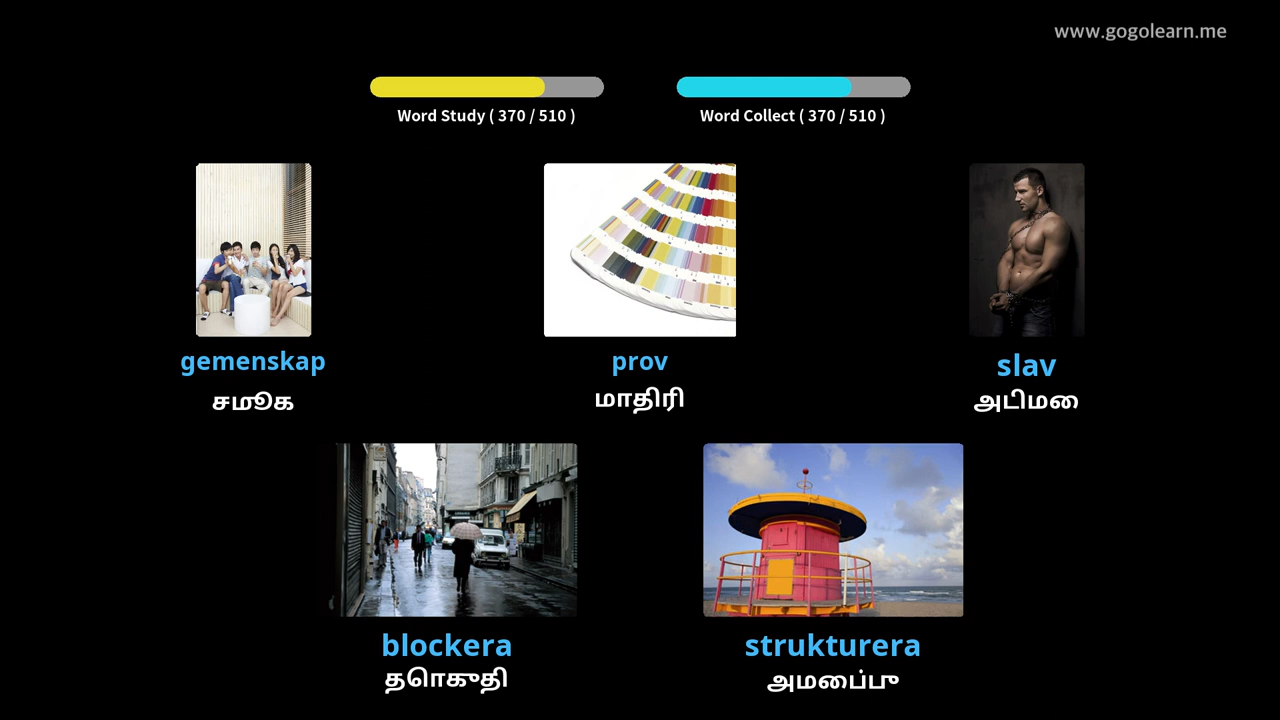 www.gogolearn.me
Word Study ( 370 / 510 )
Word Collect ( 370 / 510 )
gemenskap
சமூக
prov
மாதிரி
slav
அடிமை
blockera
தொகுதி
strukturera
அமைப்பு